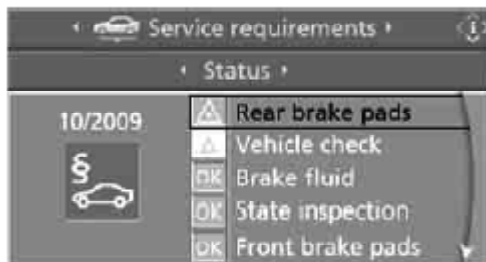 Service requirements
Status
10/2009
§
Rear brake pads
Vehicle check
OK Brake fluid
OK State inspection
OK Front brake pads